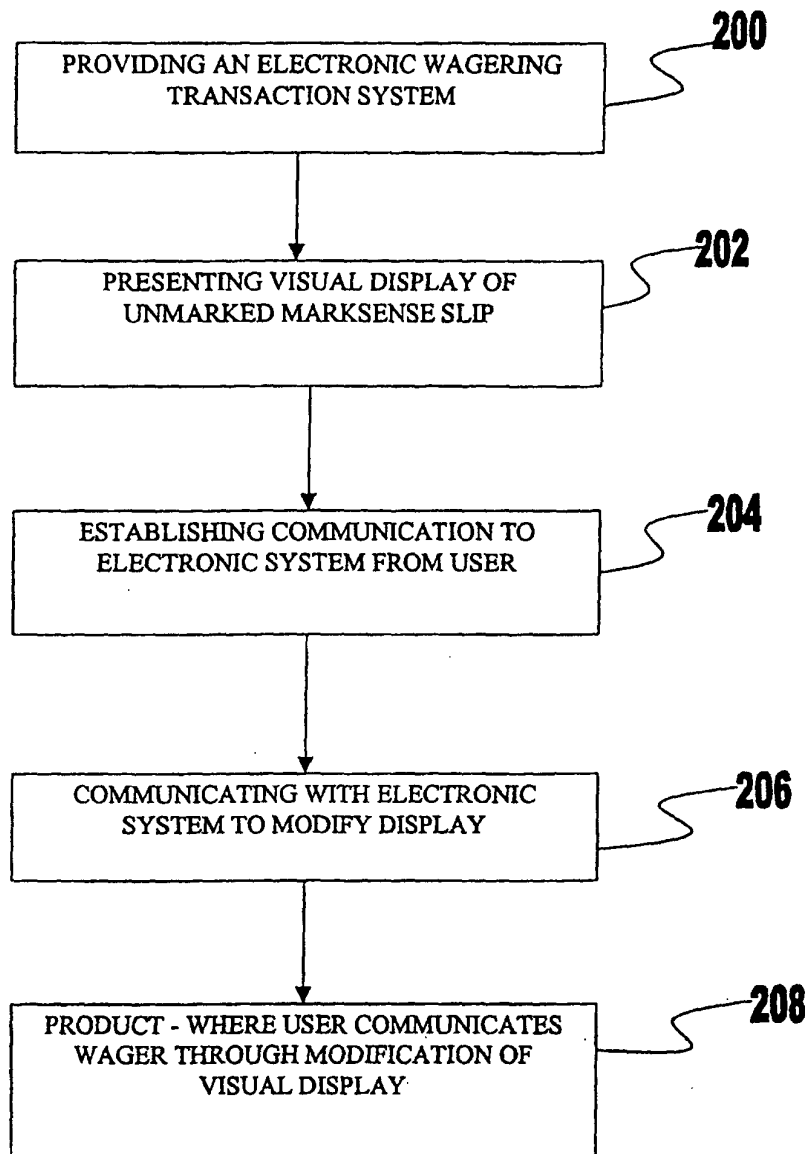 200
PROVIDING AN ELECTRONIC WAGERING
TRANSACTION SYSTEM
202
PRESENTING VISUAL DISPLAY OF
UNMARKED MARKSENSE SLIP
204
ESTABLISHING COMMUNICATION TO
ELECTRONIC SYSTEM FROM USER
206
COMMUNICATING WITH ELECTRONIC
SYSTEM TO MODIFY DISPLAY
208
PRODUCT - WHERE USER COMMUNICATES
WAGER THROUGH MODIFICATION OF
VISUAL DISPLAY